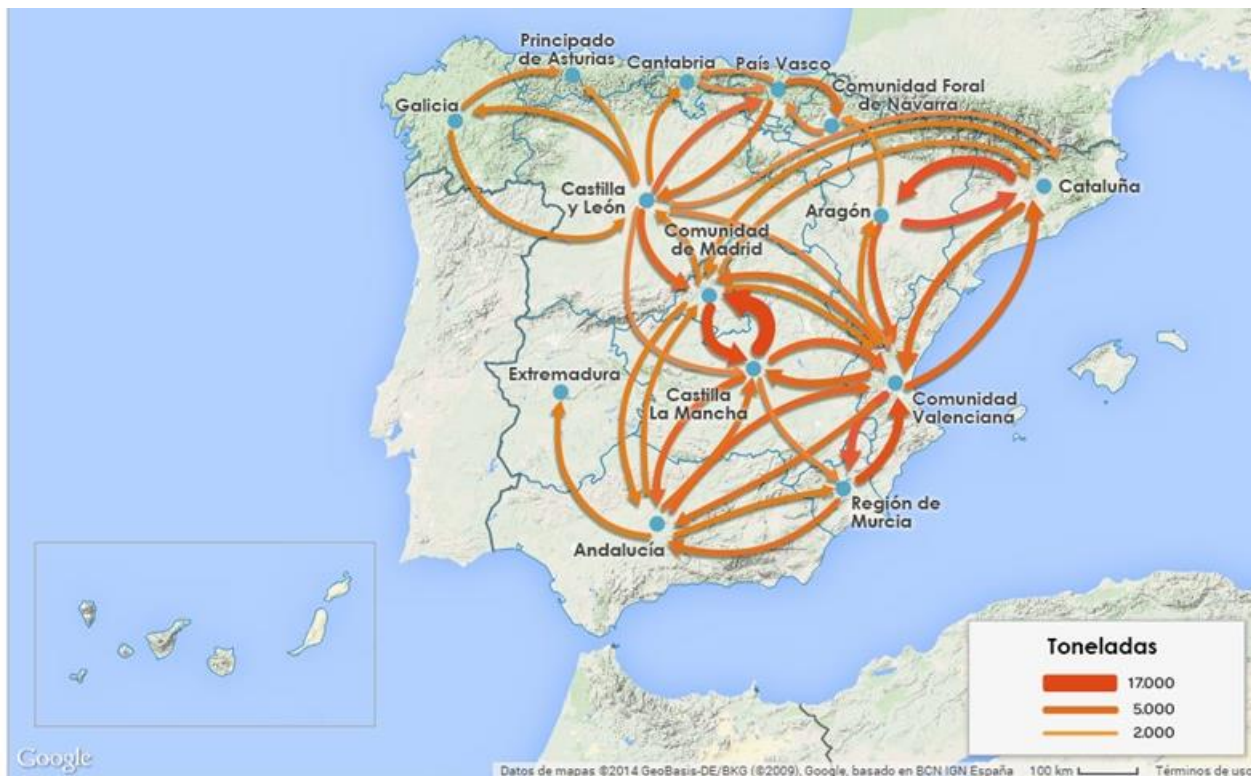 Principado
de Asturias
Cantabria
País Vasco
Comunidad Foral
de Navarra
Galicia
Castilla
y León
Cataluña
Aragón
Comunidad
de Madrid
Extremadura
Castilla
La Mancha
Comunidad
Valenciana
Región de
Murcia
Andalucía
Toneladas
17.000
5.000
2.000
Google
Datos de mapas ©2014 GeoBasis-DE/BKG (©2009), Google, basado en BCN IGN España 100 km Términos de uso